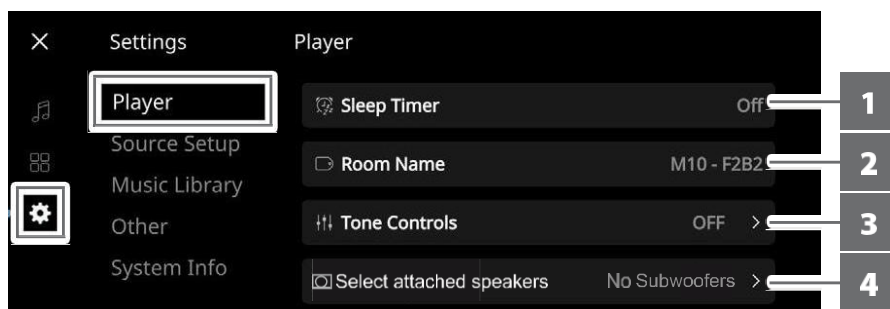 Settings Player
Player
Source Setup
Music Library
Other
System Info
Sleep Timer Off 1
Room Name M10 - F2B2 2
Tone Controls OFF > 3
Select attached speakers No Subwoofers > 4